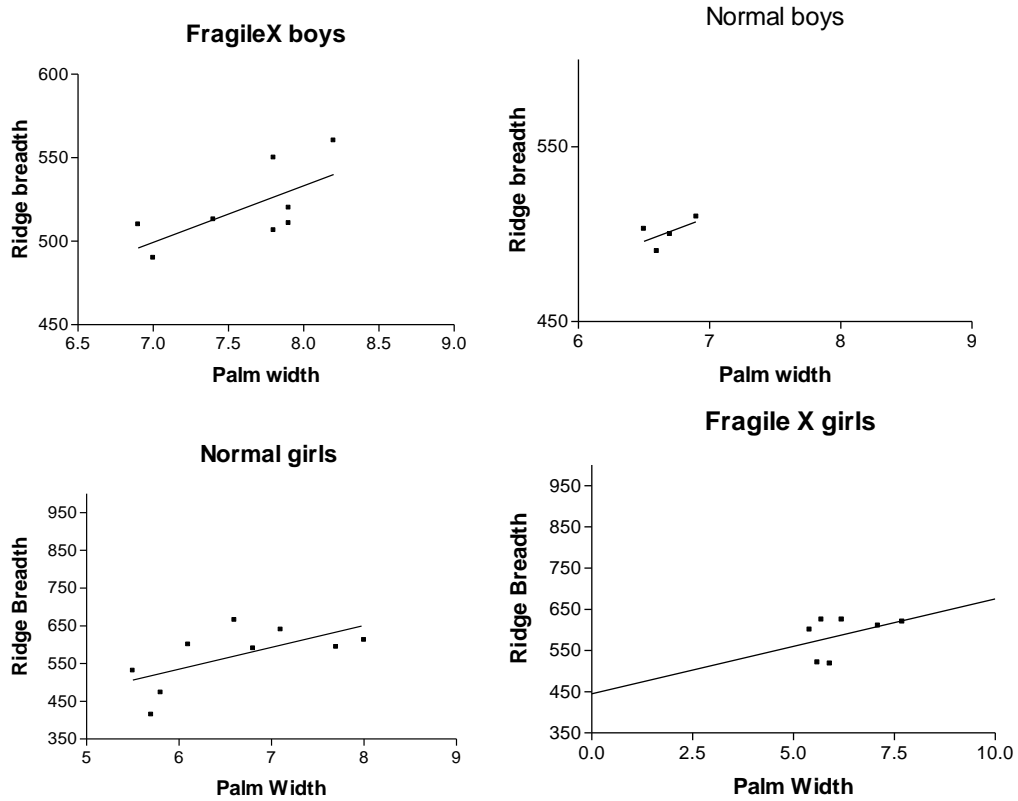 FragileX boys
600
550
500
450
Ridge breadth
6.5 7.0 7.5 8.0 8.5 9.0
Palm width
Normal boys
550
450
Ridge breadth
6 7 8 9
Palm width
Normal girls
950
850
750
650
550
450
350
Ridge Breadth
5 6 7 8 9
Palm Width
Fragile X girls
950
850
750
650
550
450
350
Ridge Breadth
0.0 2.5 5.0 7.5 10.0
Palm Width